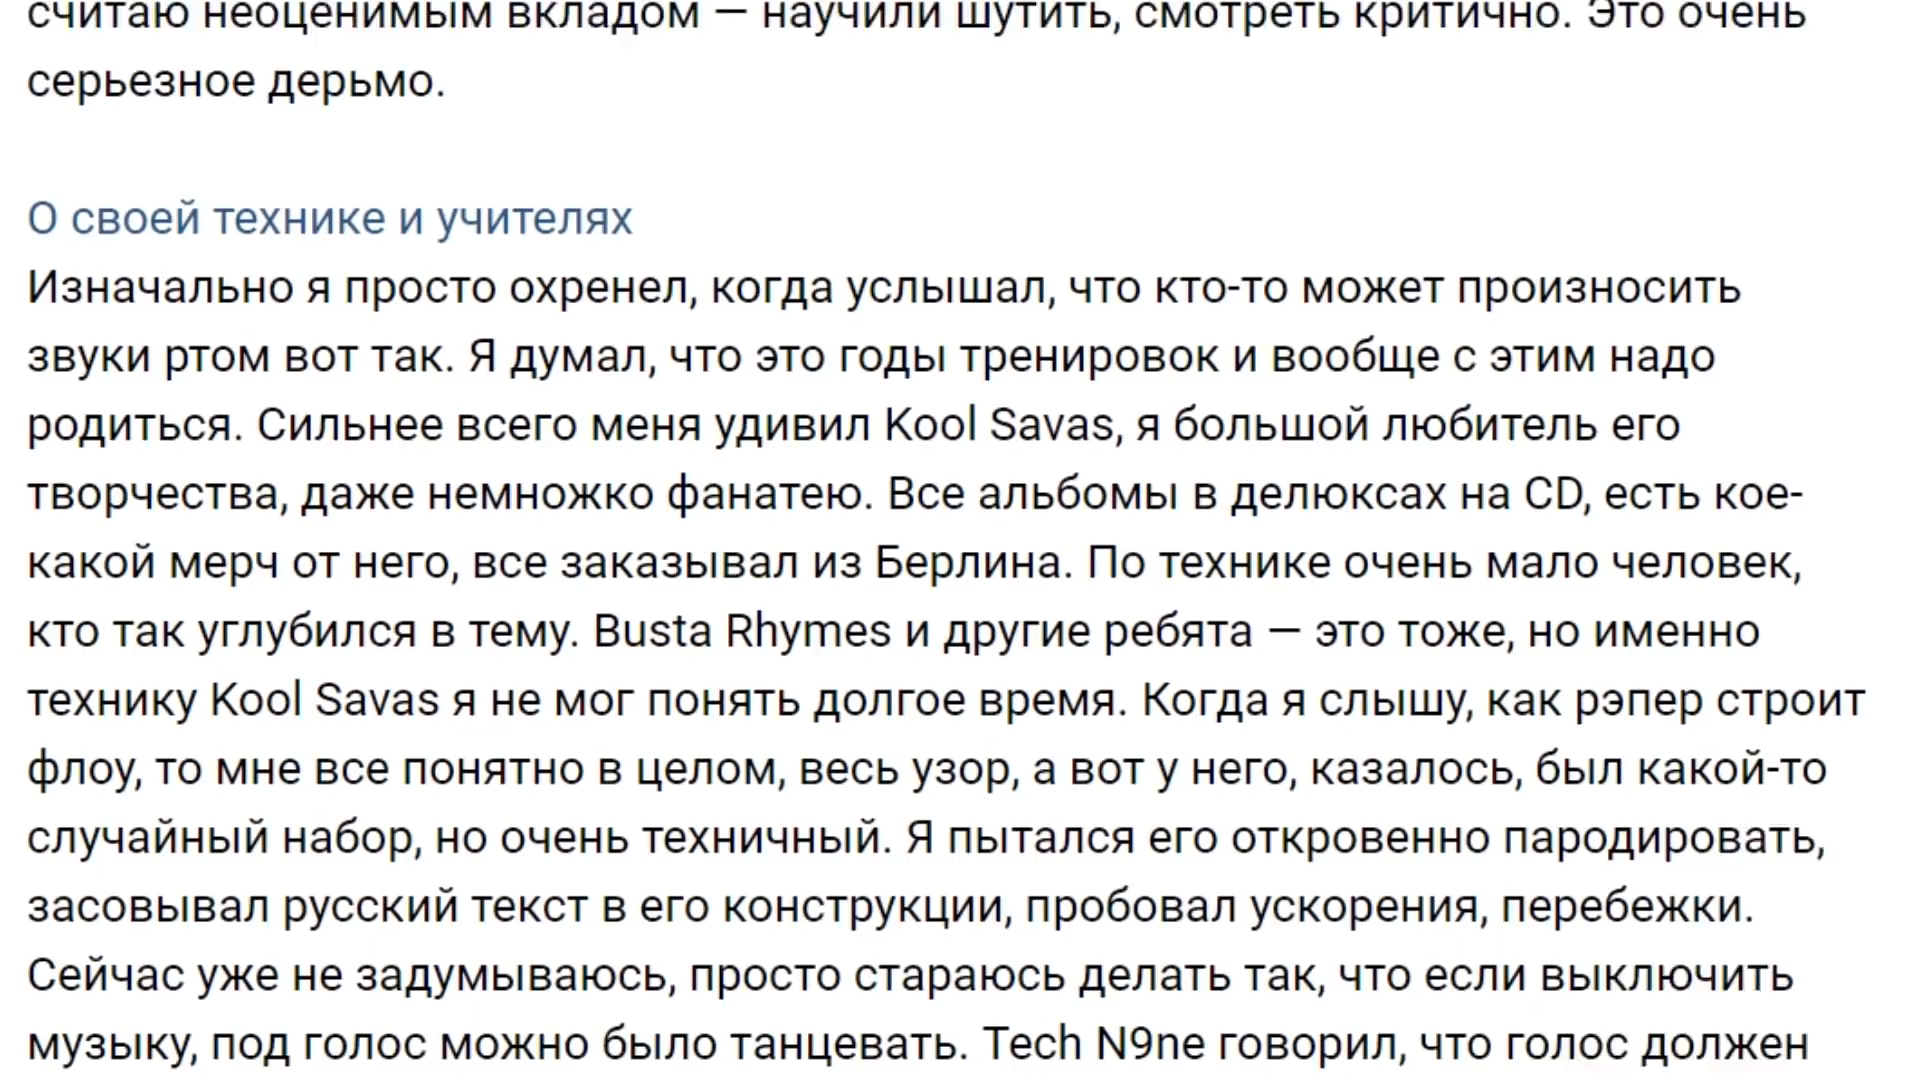 считаю неоценимым вкладом — научили шутить, смотреть критично. Это очень
серьезное дерьмо.
О своей технике и учителях
Изначально я просто охренел, когда услышал, что кто-то может произносить
звуки ртом вот так. Я думал, что это годы тренировок и вообще с этим надо
родиться. Сильнее всего меня удивил Kool Savas, я большой любитель его
творчества, даже немножко фанатею. Все альбомы в делюксах на CD, есть кое-
какой мерч от него, все заказывал из Берлина. По технике очень мало человек,
кто так углубился в тему. Busta Rhymes и другие ребята — это тоже, но именно
технику Kool Savas я не мог понять долгое время. Когда я слышу, как рэпер строит
флоу, то мне все понятно в целом, весь узор, а вот у него, казалось, был какой-то
случайный набор, но очень техничный. Я пытался его откровенно пародировать,
засовывал русский текст в его конструкции, пробовал ускорения, перебежки.
Сейчас уже не задумываюсь, просто стараюсь делать так, что если выключить
музыку, под голос можно было танцевать. Tech N9ne говорил, что голос должен